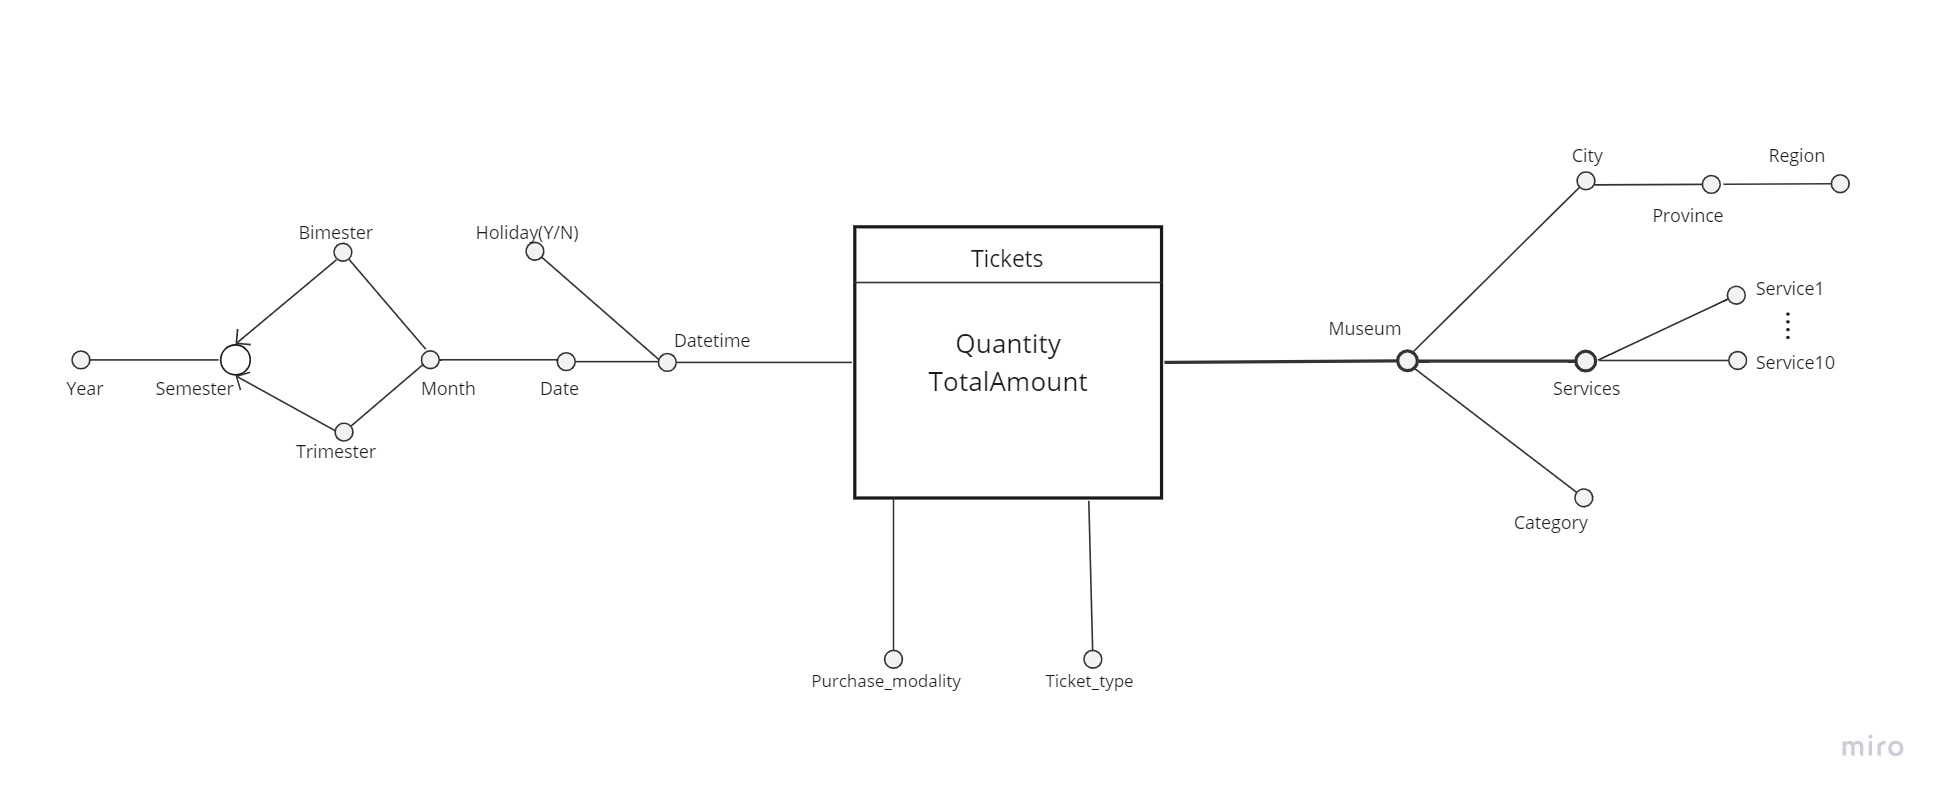 City
Region
Province
Bimester
Holiday(Y/N)
Tickets
Service1
Museum
Datetime
Quantity
TotalAmount
Service10
Year
Semester
Month
Date
Services
Trimester
Category
Purchase_modality
Ticket_type
miro